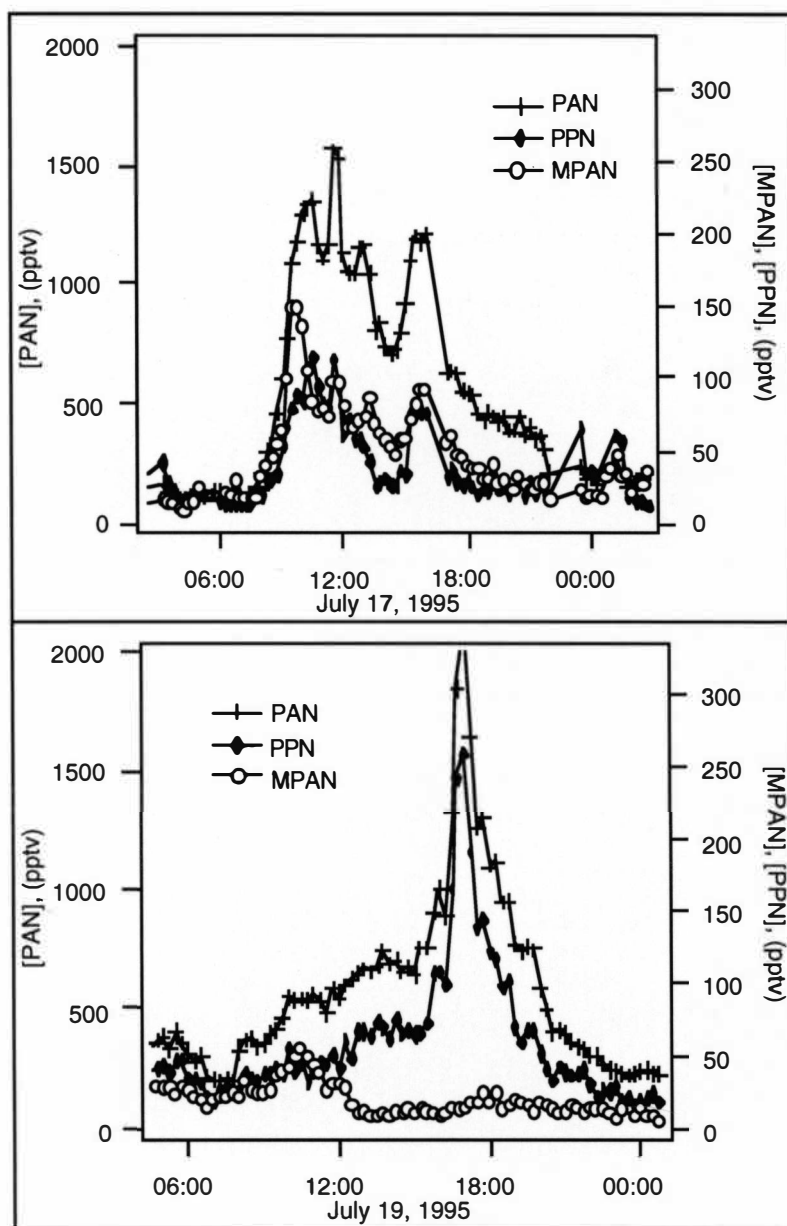 2000
1500
1000
500
0
[PAN], (pptv)
PAN
PPN
MPAN
300
250
200
150
100
50
0
[MPAN], [PPN], (pptv)
06:00 12:00 18:00 00:00
July 17, 1995
2000
1500
1000
500
0
[PAN], (pptv)
PAN
PPN
MPAN
300
250
200
150
100
50
0
[MPAN], [PPN], (pptv)
06:00 12:00 18:00 00:00
July 19, 1995